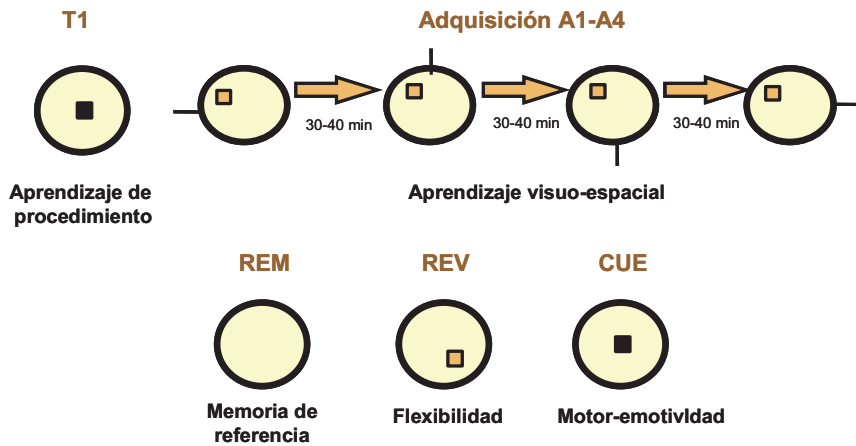 T1
Adquisición A1-A4
30-40 min
30-40 min
30-40 min
Aprendizaje de
procedimiento
Aprendizaje visuo-espacial
REM
REV
CUE
Memoria de
referencia
Flexibilidad
Motor-emotivIdad